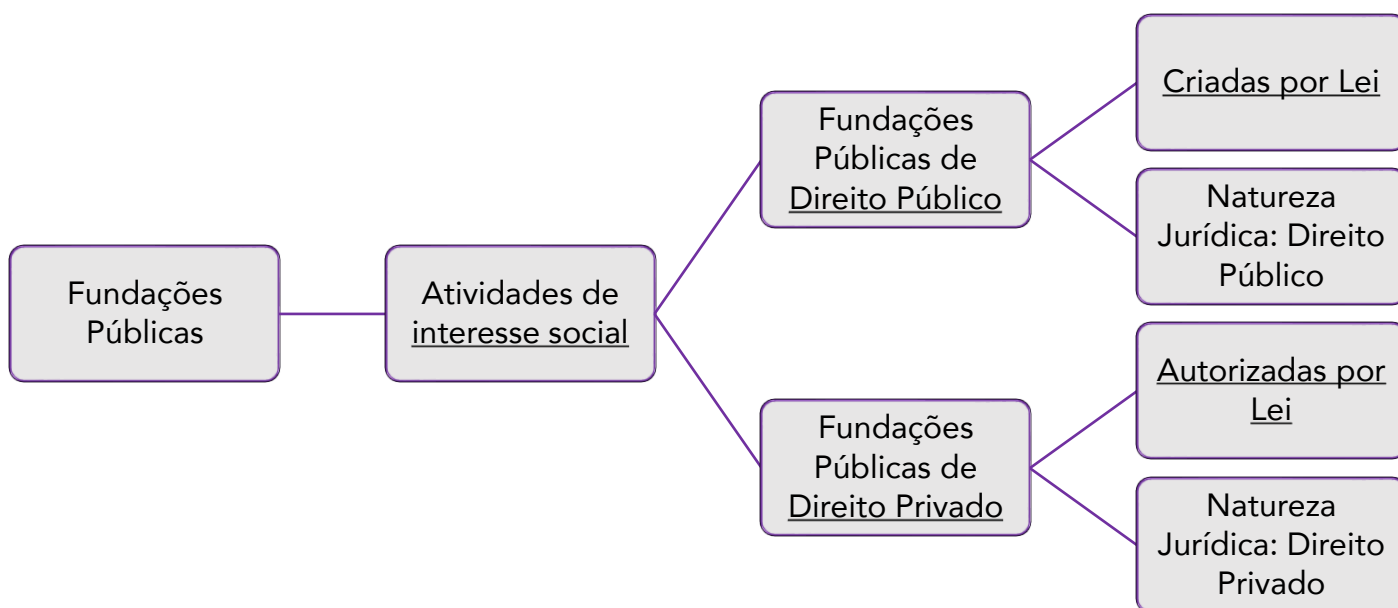 Fundações
Públicas
Atividades de
interesse social
Fundações
Públicas de
Direito Público
Criadas por Lei
Natureza
Jurídica: Direito
Público
Fundações
Públicas de
Direito Privado
Autorizadas por
Lei
Natureza
Jurídica: Direito
Privado